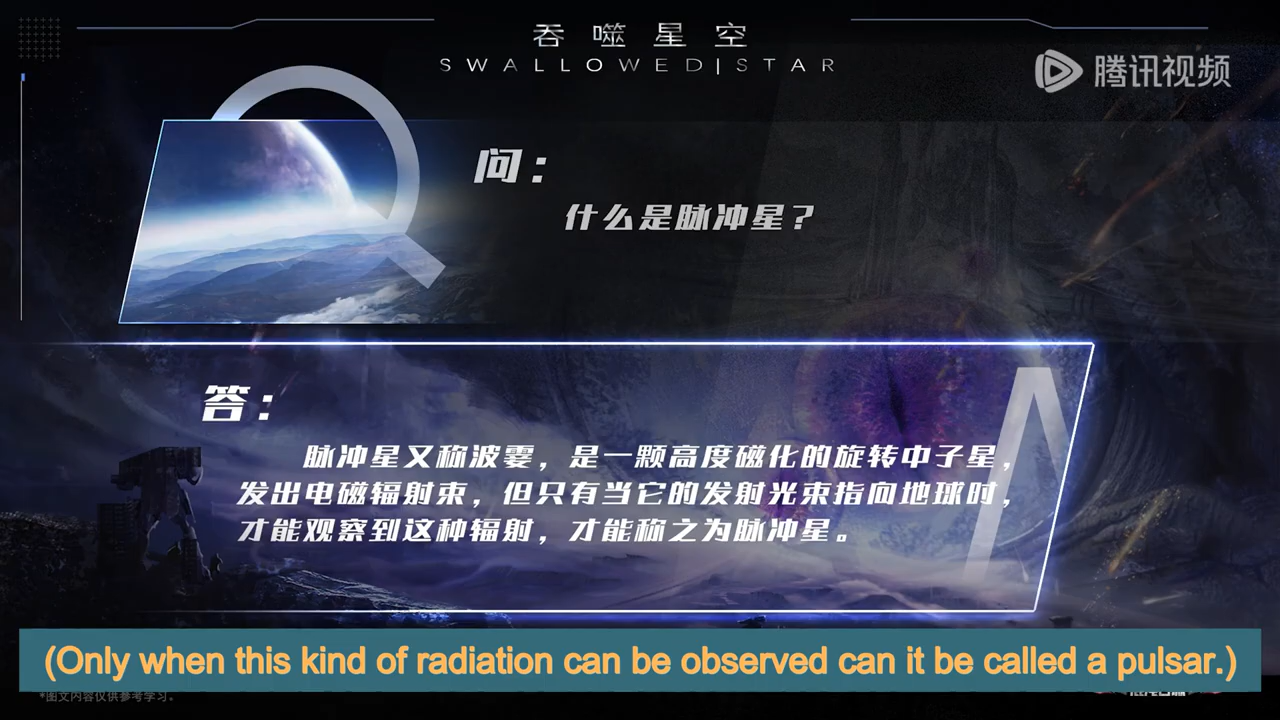 吞噬星空
SWALLOWED|STAR
腾讯视频
问：
什么是脉冲星？
答：
脉冲星又称波霎，是一颗高度磁化的旋转中子星，
发出电磁辐射束，但只有当它的发射光束指向地球时，
才能观察到这种辐射，才能称之为脉冲星。
(Only when this kind of radiation can be observed can it be called a pulsar.)
*图文内容仅供参考学习。